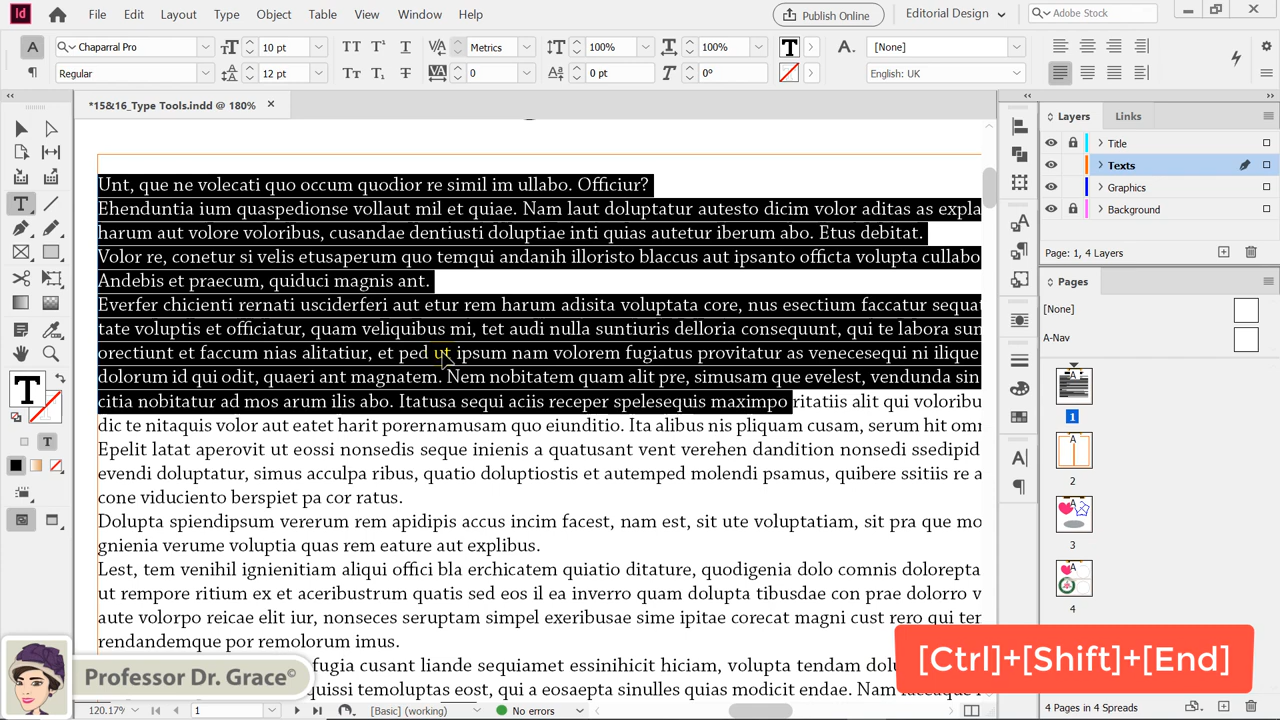 File Edit Layout Type Object Table View Window Help
Publish Online
Editorial Design
Adobe Stock
Chaparral Pro
10 pt
Metrics
100%
100%
[None]
Regular
12 pt
0
0 pt
0°
English: UK
*15&16_Type Tools.indd @ 180%
Unt, que ne volecati quo occum quodior re simil im ullabo. Officiur?
Ehenduntia ium quaspedionse vollaut mil et quiae. Nam laut doluptatur autesto dicim volor aditas as expla
harum aut volore voloribus, cusandae dentiusti doluptiae inti quias autetur iberum abo. Etus debitat.
Volor re, conetur si velis etusaperum quo temqui andanih illoristo blaccus aut ipsanto officta volupta cullabo
Andebis et praecum, quiduci magnis ant.
Everfer chicienti rernati usciderferi aut etur rem harum adisita voluptata core, nus esectium faccatur sequat
tate voluptis et officiatur, quam veliquibus ni, tet audi nulla suntiuris delloria consequunt, qui te labora sun
orectiunt et faccum nias alitatiur, et ped ut ipsum nam volorem fugiatus provitatur as venecesequi ni ilique
dolorum id qui odit, quaeri ant magnatem. Nem nobitatem quam alit pre, simusam que evelest, vendunda sin
citia nobitatur ad mos arum ilis abo. Itatusa sequi aciis receper spelesequis maximpo ritatiis alit qui voloribu
dic te nitaquis volor aut eatet harit porernamusam quo eiunditio. Ita alibus nis pliquam cusam, serum hit omn
Epelit latat aperovit ut eossi nonsedis seque inienis a quatusant vent verehen dandition nonsedi ssedipid
evendi doluptatur, simus acculpa ribus, quatio doluptiostis et autemped molendi psamus, quibere ssitiis re a
cone viduciento berspiet pa cor ratus.
Dolupta spiendipsum vererum rem apidipis accus incim facest, nam est, sit ute voluptatiam, sit pra que mo
gnienia verume voluptia quas rem eature aut explibus.
Lest, tem venihil ignienitiam aliqui offici bla erchicatem quiatio ditature, quodigenia dolo comnis dolorepta
ut rempore ritium ex et aceribustrum quatis sed eos il ea inverro quam dolupta tibusdae con prae dolorro v
aute volorpo reicae elit iur, nonseces seruptam simpel exeribusae sime ipitae corecat magni cust rero qui ten
rendandemque por remolorum imus.
fugia cusant liande sequiamet essinihicit hiciam, volupta tendam dolu
quissi temoluptas eost, qui a eosaepta sinulles quias modicit endae. Nam
Professor Dr. Grace©
[Ctrl]+[Shift]+[End]
Layers Links
Title
Texts
Graphics
Background
Page: 1, 4 Layers
Pages
[None]
A-Nav
A
1
A
2
A
3
A
4
4 Pages in 4 Spreads
120.17%
1
[Basic] (working)
No errors